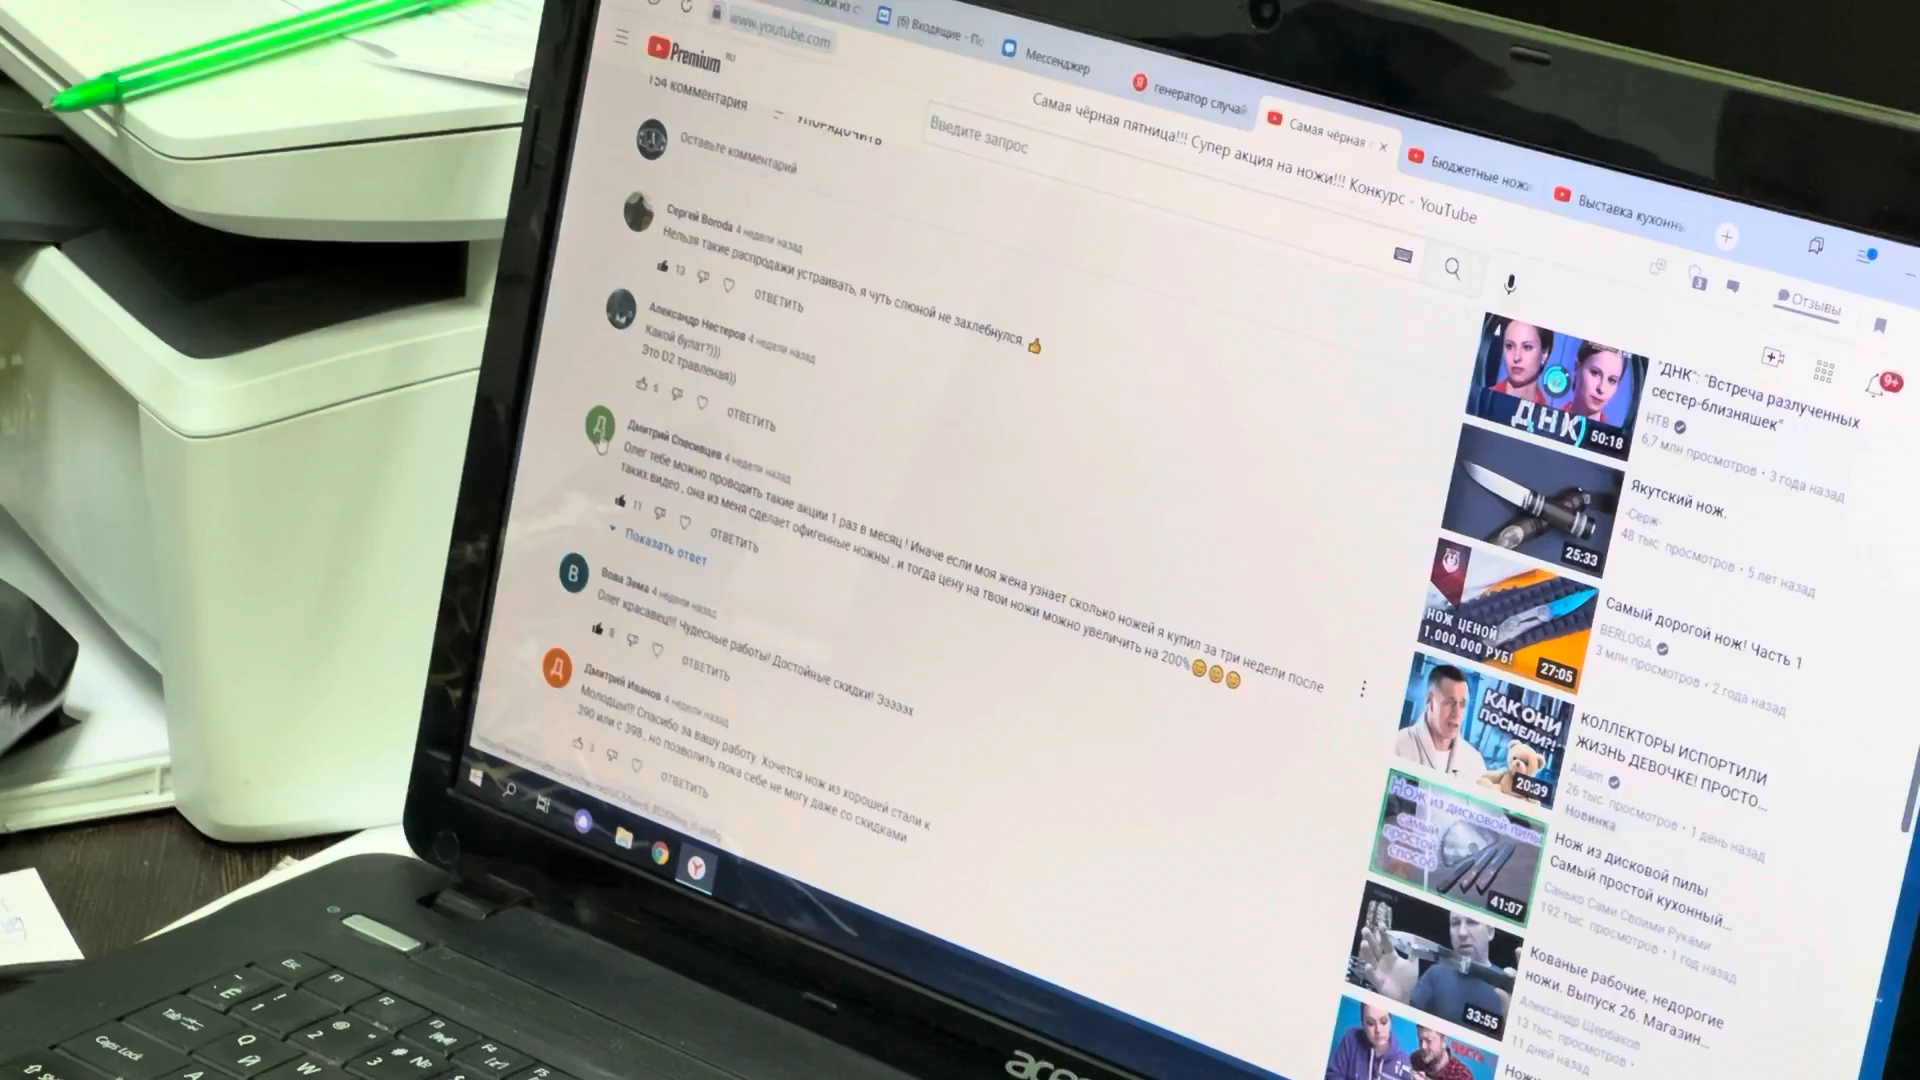 www.youtube.com
(6) Входящие - По
Мессенджер
генератор случай
Самая чёрная
Бюджетные ножи
Выставка кухонн
Самая чёрная пятница!!! Супер акция на ножи!!! Конкурс - YouTube
Отзывы
Premium
RU
Введите запрос
9+
154 комментария
УПОРЯДОЧИТЬ
Оставьте комментарий
Сергей Boroda 4 недели назад
Нельзя такие распродажи устраивать, я чуть слюной не захлебнулся.👍
13
ОТВЕТИТЬ
Александр Нестеров 4 недели назад
Какой булат?)))
Это D2 травленая))
6
ОТВЕТИТЬ
Д
Дмитрий Спесивцев 4 недели назад
Олег тебе можно проводить такие акции 1 раз в месяц ! Иначе если моя жена узнает сколько ножей я купил за три недели после
таких видео , она из меня сделает офигенные ножны , и тогда цену на твои ножи можно увеличить на 200%
11
ОТВЕТИТЬ
Показать ответ
В
Вова Зема 4 недели назад
Олег красавец!!! Чудесные работы! Достойные скидки! Эээээх
8
ОТВЕТИТЬ
Д
Дмитрий Иванов 4 недели назад
Молодцы!!! Спасибо за вашу работу. Хочется нож из хорошей стали к
390 или с 398 , но позволить пока себе не могу даже со скидками
3
ОТВЕТИТЬ
ДНК
50:18
"ДНК": "Встреча разлученных
сестер-близняшек"
НТВ
6,7 млн просмотров • 3 года назад
25:33
Якутский нож.
-Серж-
48 тыс. просмотров • 5 лет назад
НОЖ ЦЕНОЙ
1.000.000 РУБ!
27:05
Самый дорогой нож! Часть 1
BERLOGA
3 млн просмотров • 2 года назад
КАК ОНИ
ПОСМЕЛИ?!
20:39
КОЛЛЕКТОРЫ ИСПОРТИЛИ
ЖИЗНЬ ДЕВОЧКЕ! ПРОСТО...
Alliam
26 тыс. просмотров • 1 день назад
Новинка
Нож из дисковой пилы
самый
простой
способ
41:07
Нож из дисковой пилы
Самый простой кухонный...
Санько Сами Своими Руками
192 тыс. просмотров • 1 год назад
33:55
Кованые рабочие, недорогие
ножи. Выпуск 26. Магазин...
Александр Щербаков
13 тыс. просмотров •
11 дней назад
acer
Esc
F1
F2
F3
F4
F5
Tab
Caps Lock
Q
Й
W